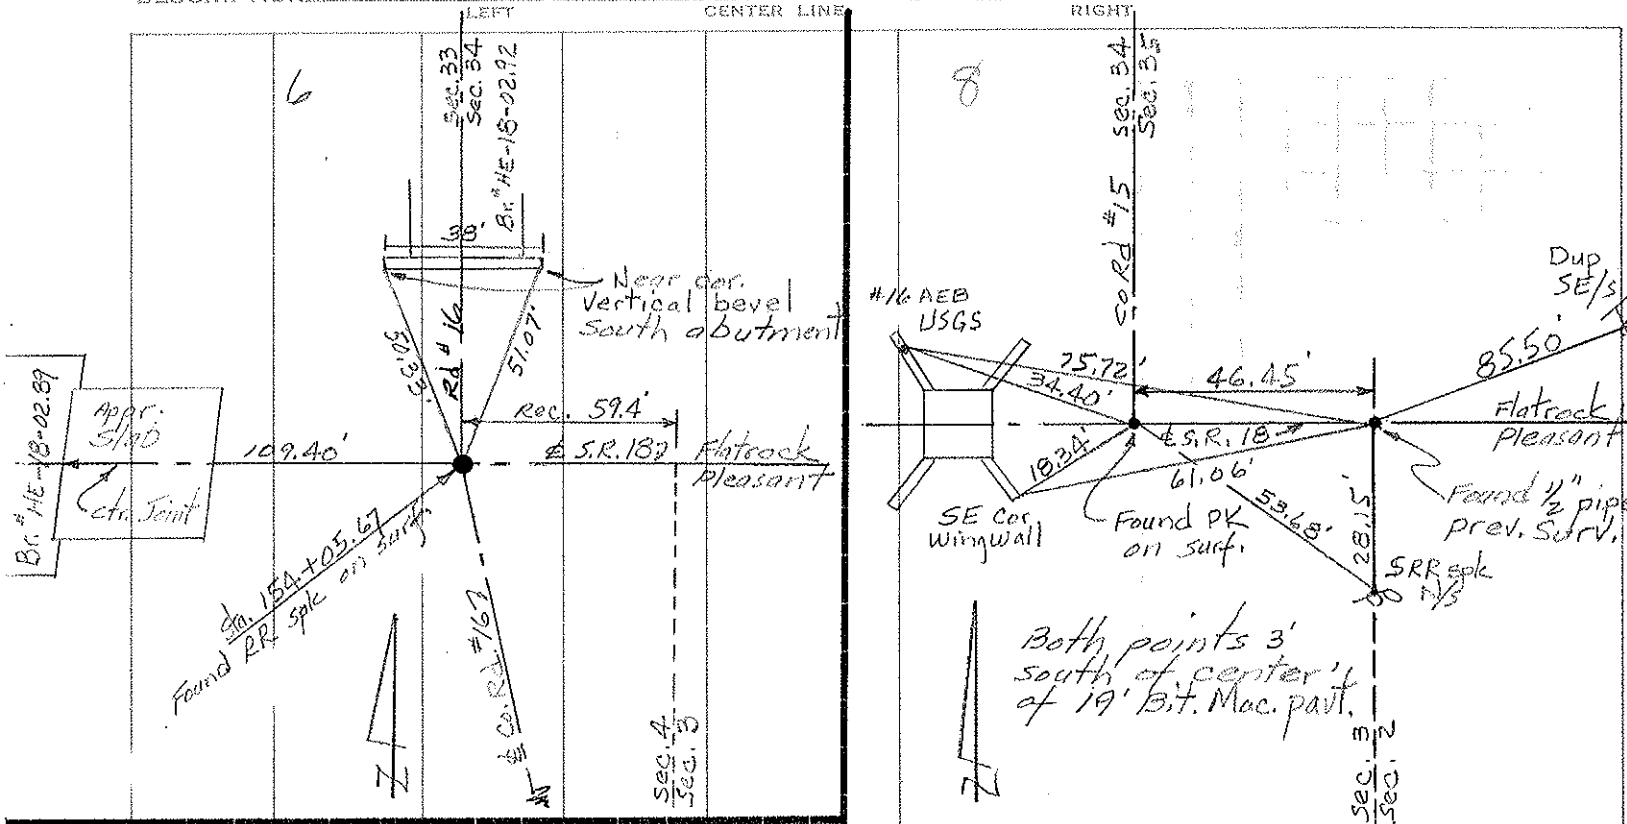 LEFT
CENTER LINE
RIGHT
6
Sec. 33
Sec. 34
Br. # HE-18-02.92
38'
Near cor.
Vertical bevel
South abutment
Rd # 16
51.07'
Rec. 59.4'
Br. # HE-18-02.89
Appr.
Slab
Ctr. Joint
109.40'
℄ S.R. 18
Flatrock
Pleasant
Sta. 154+05.67
Found RR. spk on surf.
℄ Co. Rd. #16
Z
Sec. 4
Sec. 3
8
Sec. 34
Sec. 35
Co Rd #15
#16 AEB
USGS
Dup
SE/s
75.72'
34.40'
46.45'
85.50'
℄ S.R. 18
Flatrock
Pleasant
18.34'
61.06'
53.68'
28.15'
SE Cor.
Wingwall
Found PK
on surf.
Found 1/2" pipe
prev. Surv.
SRR spk
N/S
Both points 3'
south of center
of 19' Bit. Mac. pavt.
Z
Sec. 3
Sec. 2